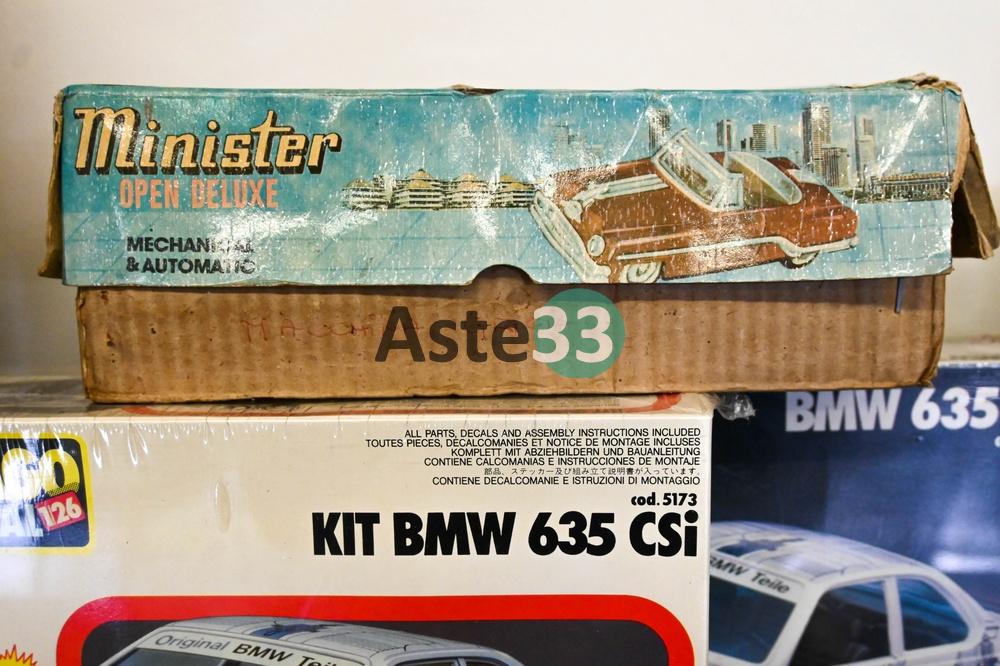 Minister
OPEN DELUXE
MECHANICAL
& AUTOMATIC
Aste33
BMW 635
126
ALL PARTS, DECALS AND ASSEMBLY INSTRUCTIONS INCLUDED
TOUTES PIECES, DECALCOMANIES ET NOTICE DE MONTAGE INCLUSES
KOMPLETT MIT ABZIEHBILDERN UND BAUANLEITUNG
CONTIENE CALCOMANIAS E INSTRUCCIONES DE MONTAJE
部品、ステッカー及び組み立て説明書が入っています。
CONTIENE DECALCOMANIE E ISTRUZIONI DI MONTAGGIO
cod. 5173
KIT BMW 635 CSi
BMW Teile
Original BMW Teile